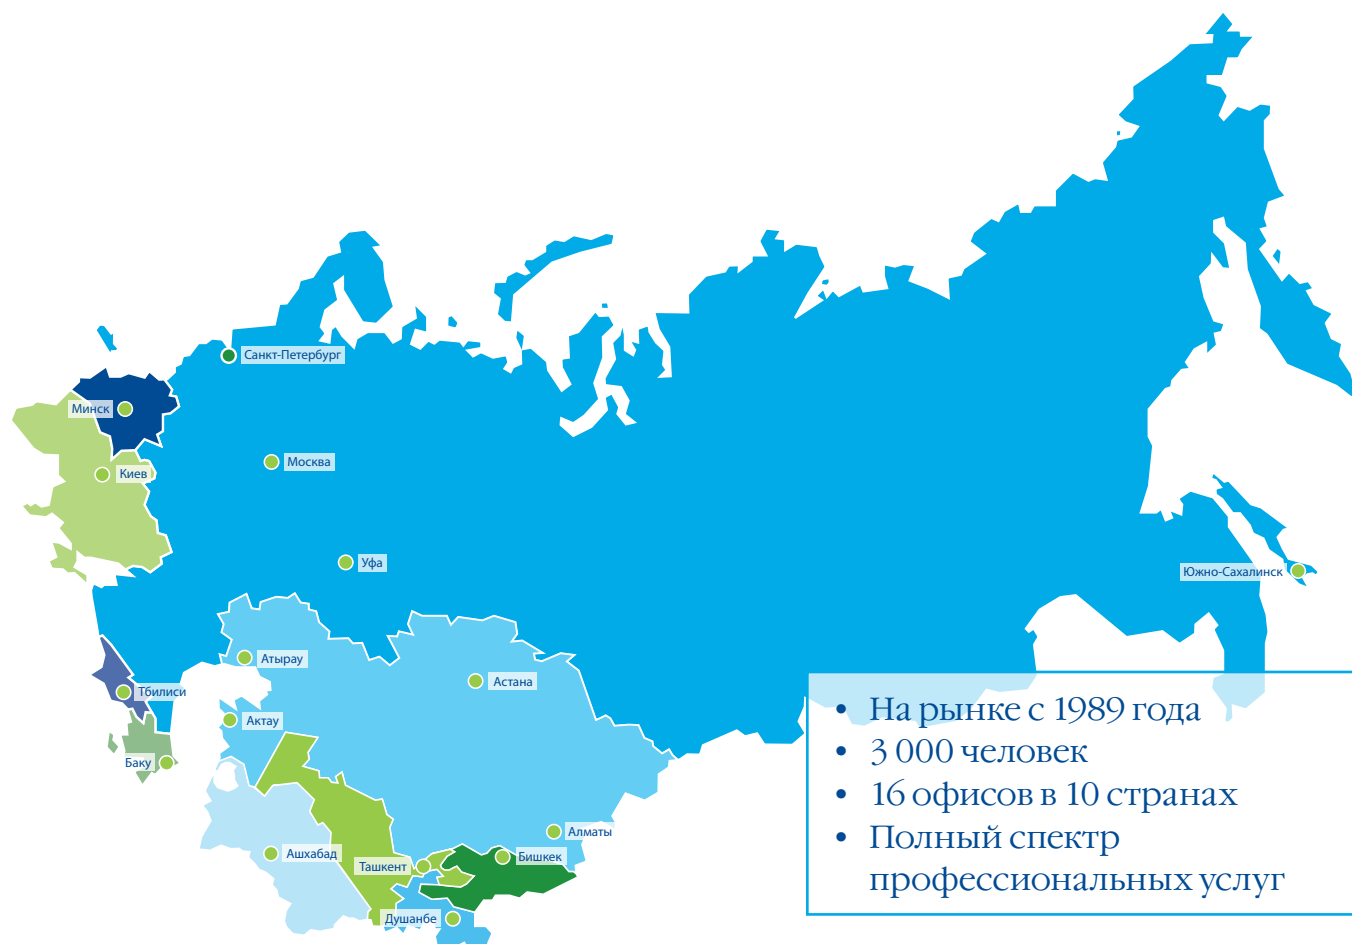 Санкт-Петербург
Минск
Москва
Киев
Уфа
Южно-Сахалинск
Атырау
Астана
Тбилиси
Актау
Баку
Алматы
Ашхабад
Бишкек
Ташкент
Душанбе
• На рынке с 1989 года
• 3 000 человек
• 16 офисов в 10 странах
• Полный спектр
профессиональных услуг